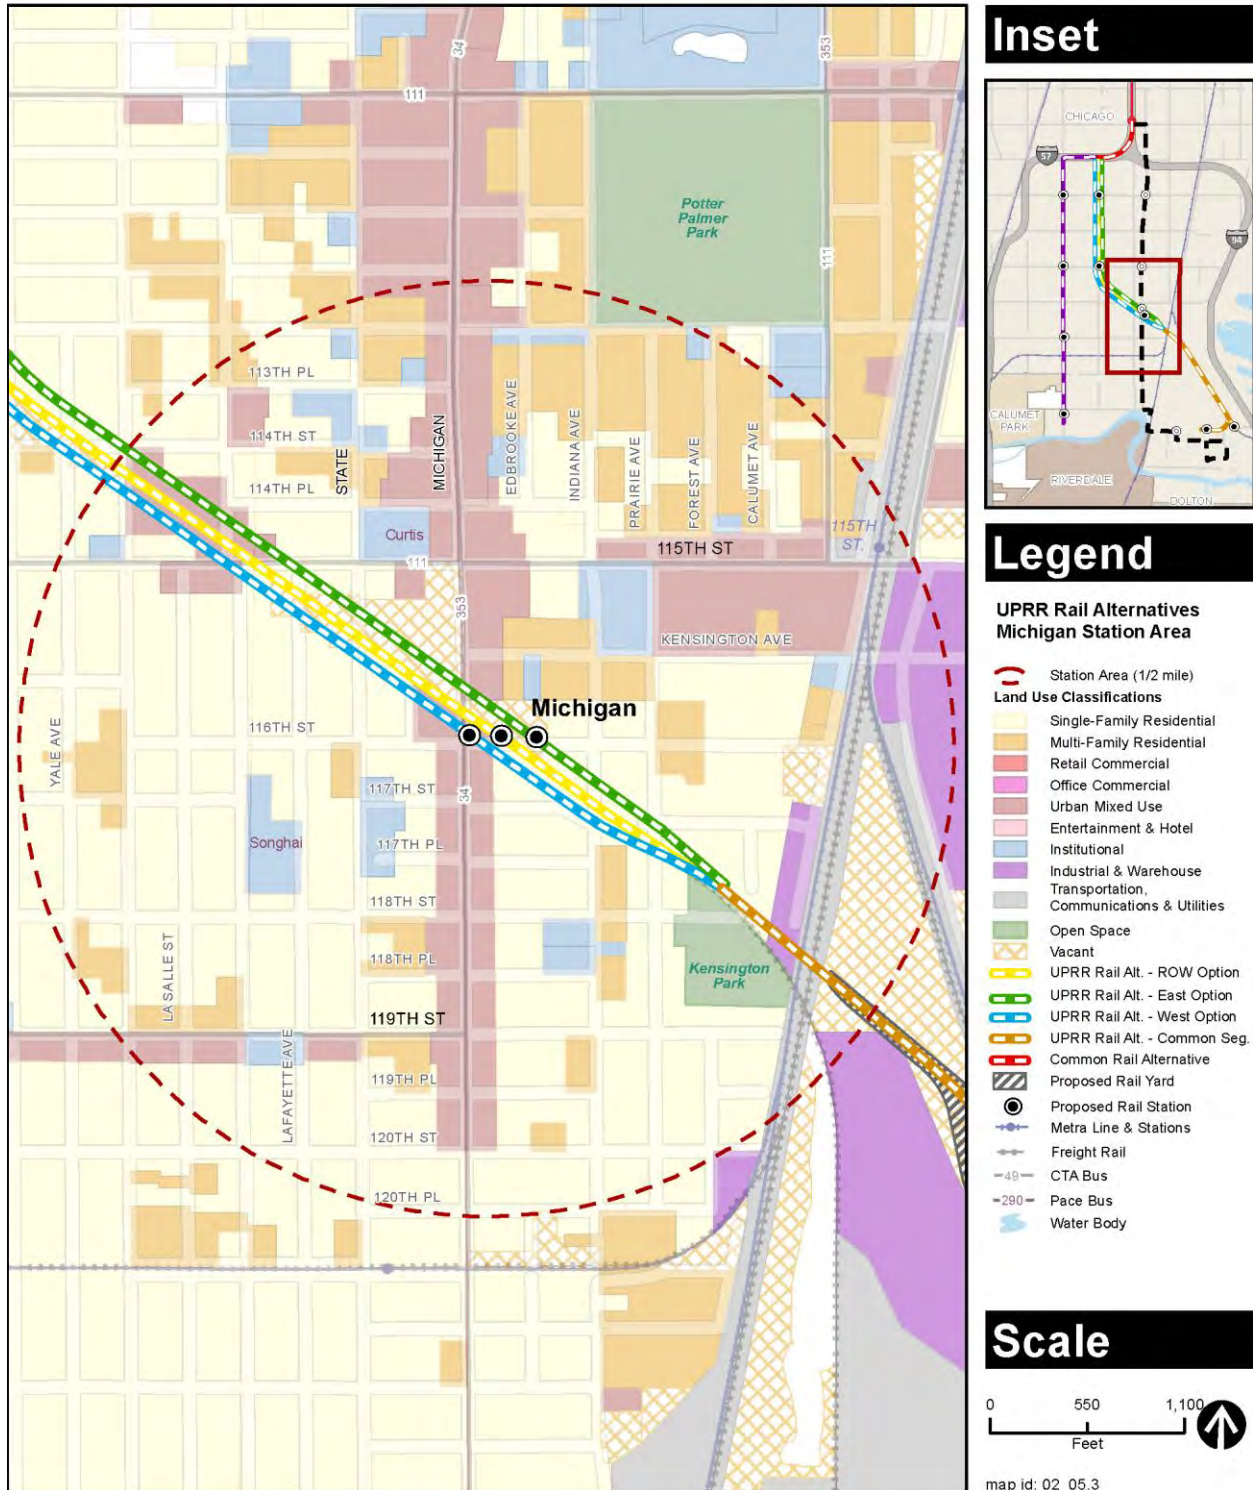 34
353
111
Potter
Palmer
Park
111
113TH PL
114TH ST
114TH PL
STATE
MICHIGAN
EDBROOKE AVE
INDIANA AVE
PRAIRIE AVE
FOREST AVE
CALUMET AVE
Curtis
115TH ST
115TH
ST.
111
353
KENSINGTON AVE
Michigan
116TH ST
YALE AVE
34
117TH ST
117TH PL
Songhai
118TH ST
118TH PL
LA SALLE ST
Kensington
Park
119TH ST
LAFAYETTE AVE
119TH PL
120TH ST
120TH PL
Inset
CHICAGO
57
94
CALUMET
PARK
RIVERDALE
DOLTON
Legend
UPRR Rail Alternatives
Michigan Station Area
Station Area (1/2 mile)
Land Use Classifications
Single-Family Residential
Multi-Family Residential
Retail Commercial
Office Commercial
Urban Mixed Use
Entertainment & Hotel
Institutional
Industrial & Warehouse
Transportation,
Communications & Utilities
Open Space
Vacant
UPRR Rail Alt. - ROW Option
UPRR Rail Alt. - East Option
UPRR Rail Alt. - West Option
UPRR Rail Alt. - Common Seg.
Common Rail Alternative
Proposed Rail Yard
Proposed Rail Station
Metra Line & Stations
Freight Rail
49 CTA Bus
290 Pace Bus
Water Body
Scale
0 550 1,100
Feet
map id: 02_05.3